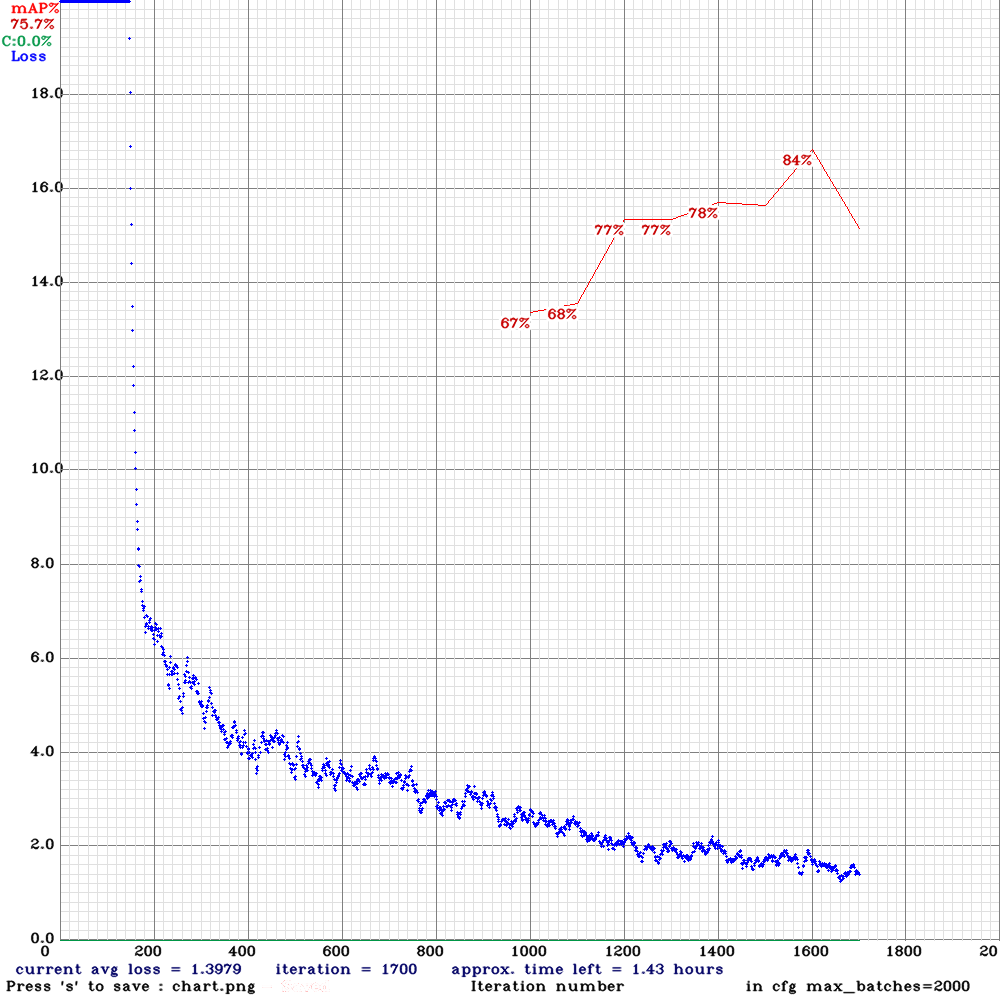 mAP%
75.7%
C:0.0%
Loss
18.0
84%
16.0
78%
77% 77%
14.0
68%
67%
12.0
10.0
8.0
6.0
4.0
2.0
0.0
0 200 400 600 800 1000 1200 1400 1600 1800 20
current avg loss = 1.3979 iteration = 1700 approx. time left = 1.43 hours
Press 's' to save : chart.png Iteration number in cfg max_batches=2000